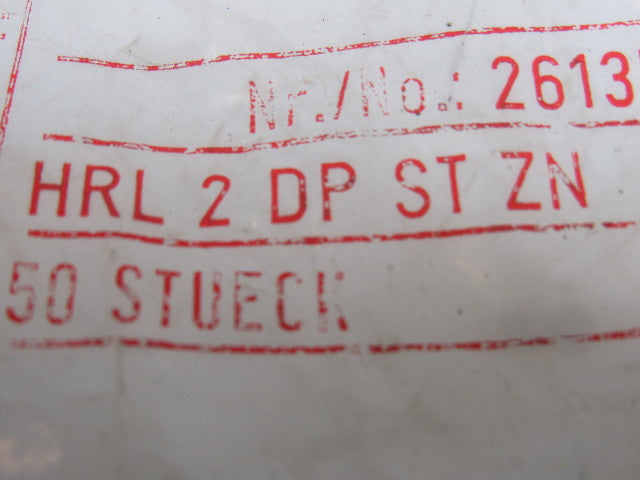 Nr./No.: 2613
HRL 2 DP ST ZN
50 STUECK